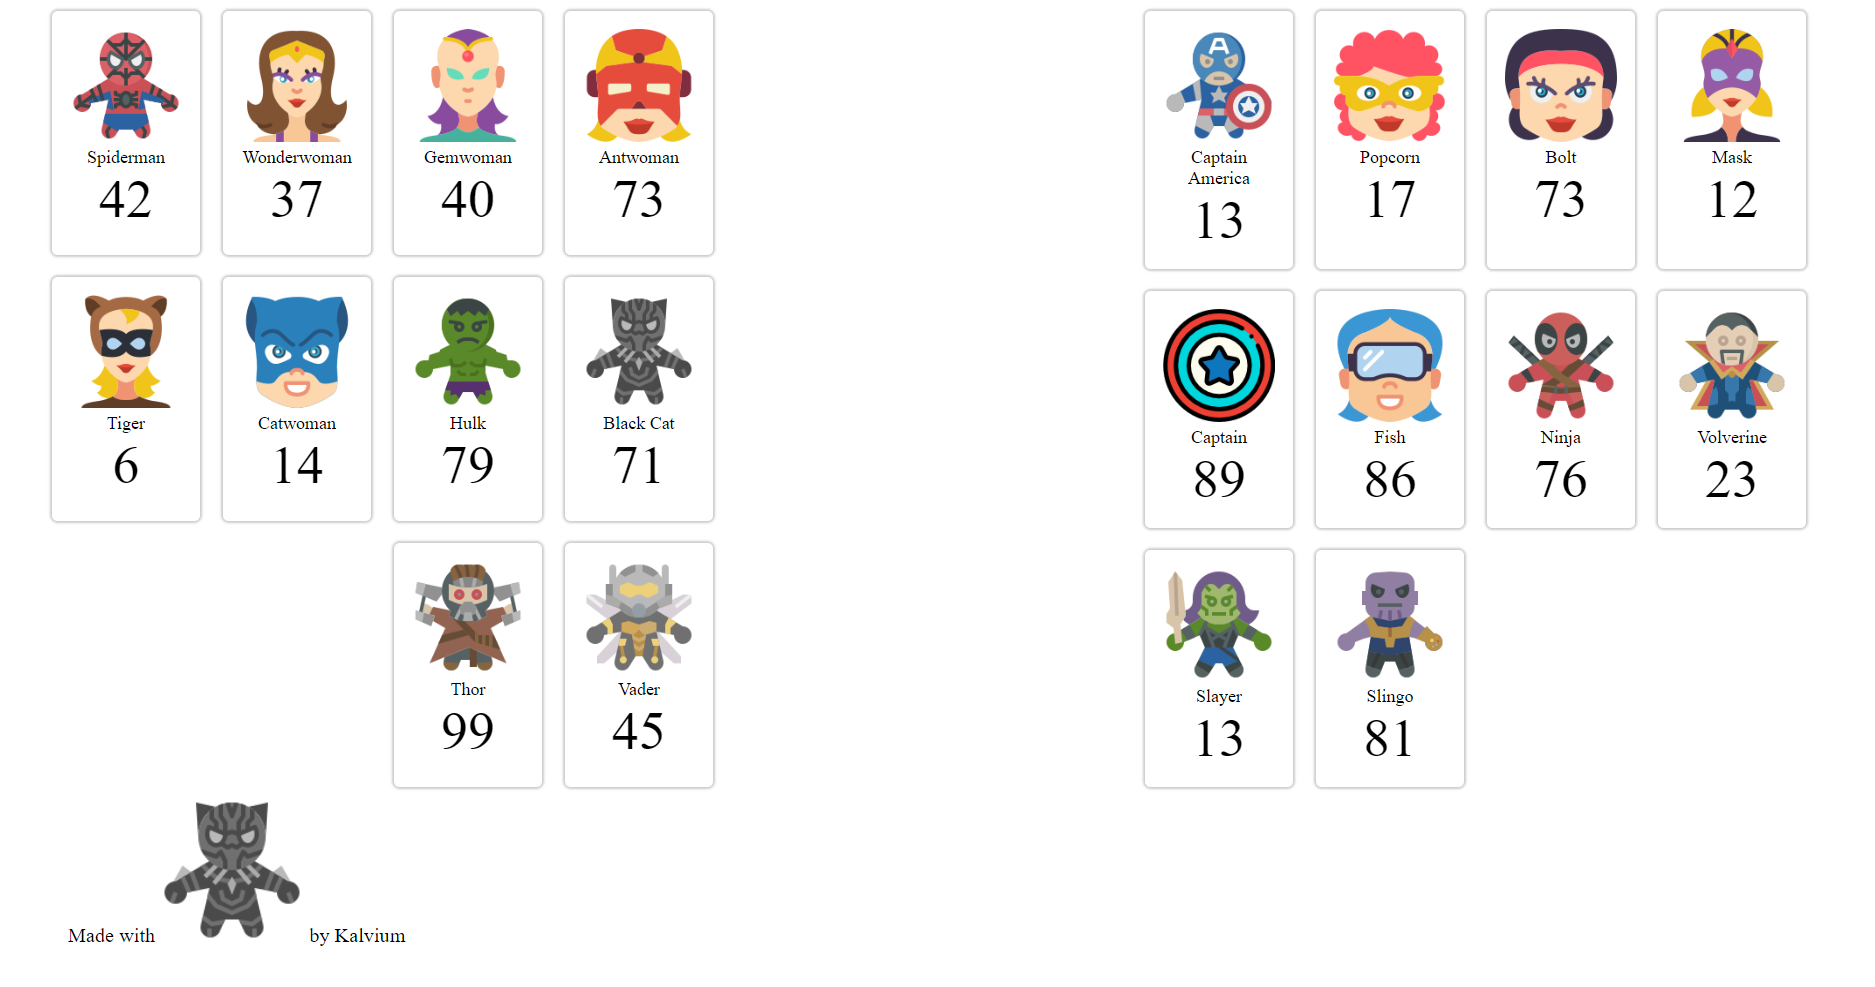 Spiderman
42
Wonderwoman
37
Gemwoman
40
Antwoman
73
Tiger
6
Catwoman
14
Hulk
79
Black Cat
71
Thor
99
Vader
45
A
Captain
America
13
Popcorn
17
Bolt
73
Mask
12
Captain
89
Fish
86
Ninja
76
Volverine
23
Slayer
13
Slingo
81
Made with
by Kalvium